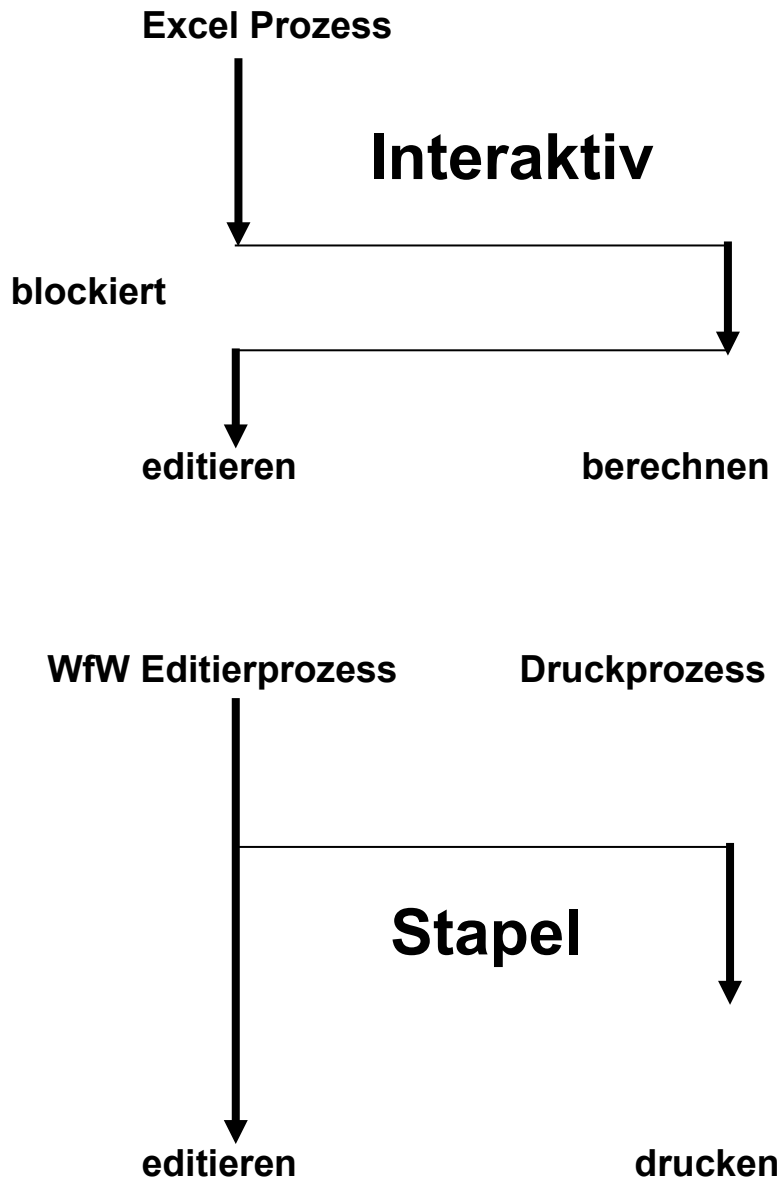 Excel Prozess
Interaktiv
blockiert
editieren berechnen
WfW Editierprozess Druckprozess
Stapel
editieren drucken